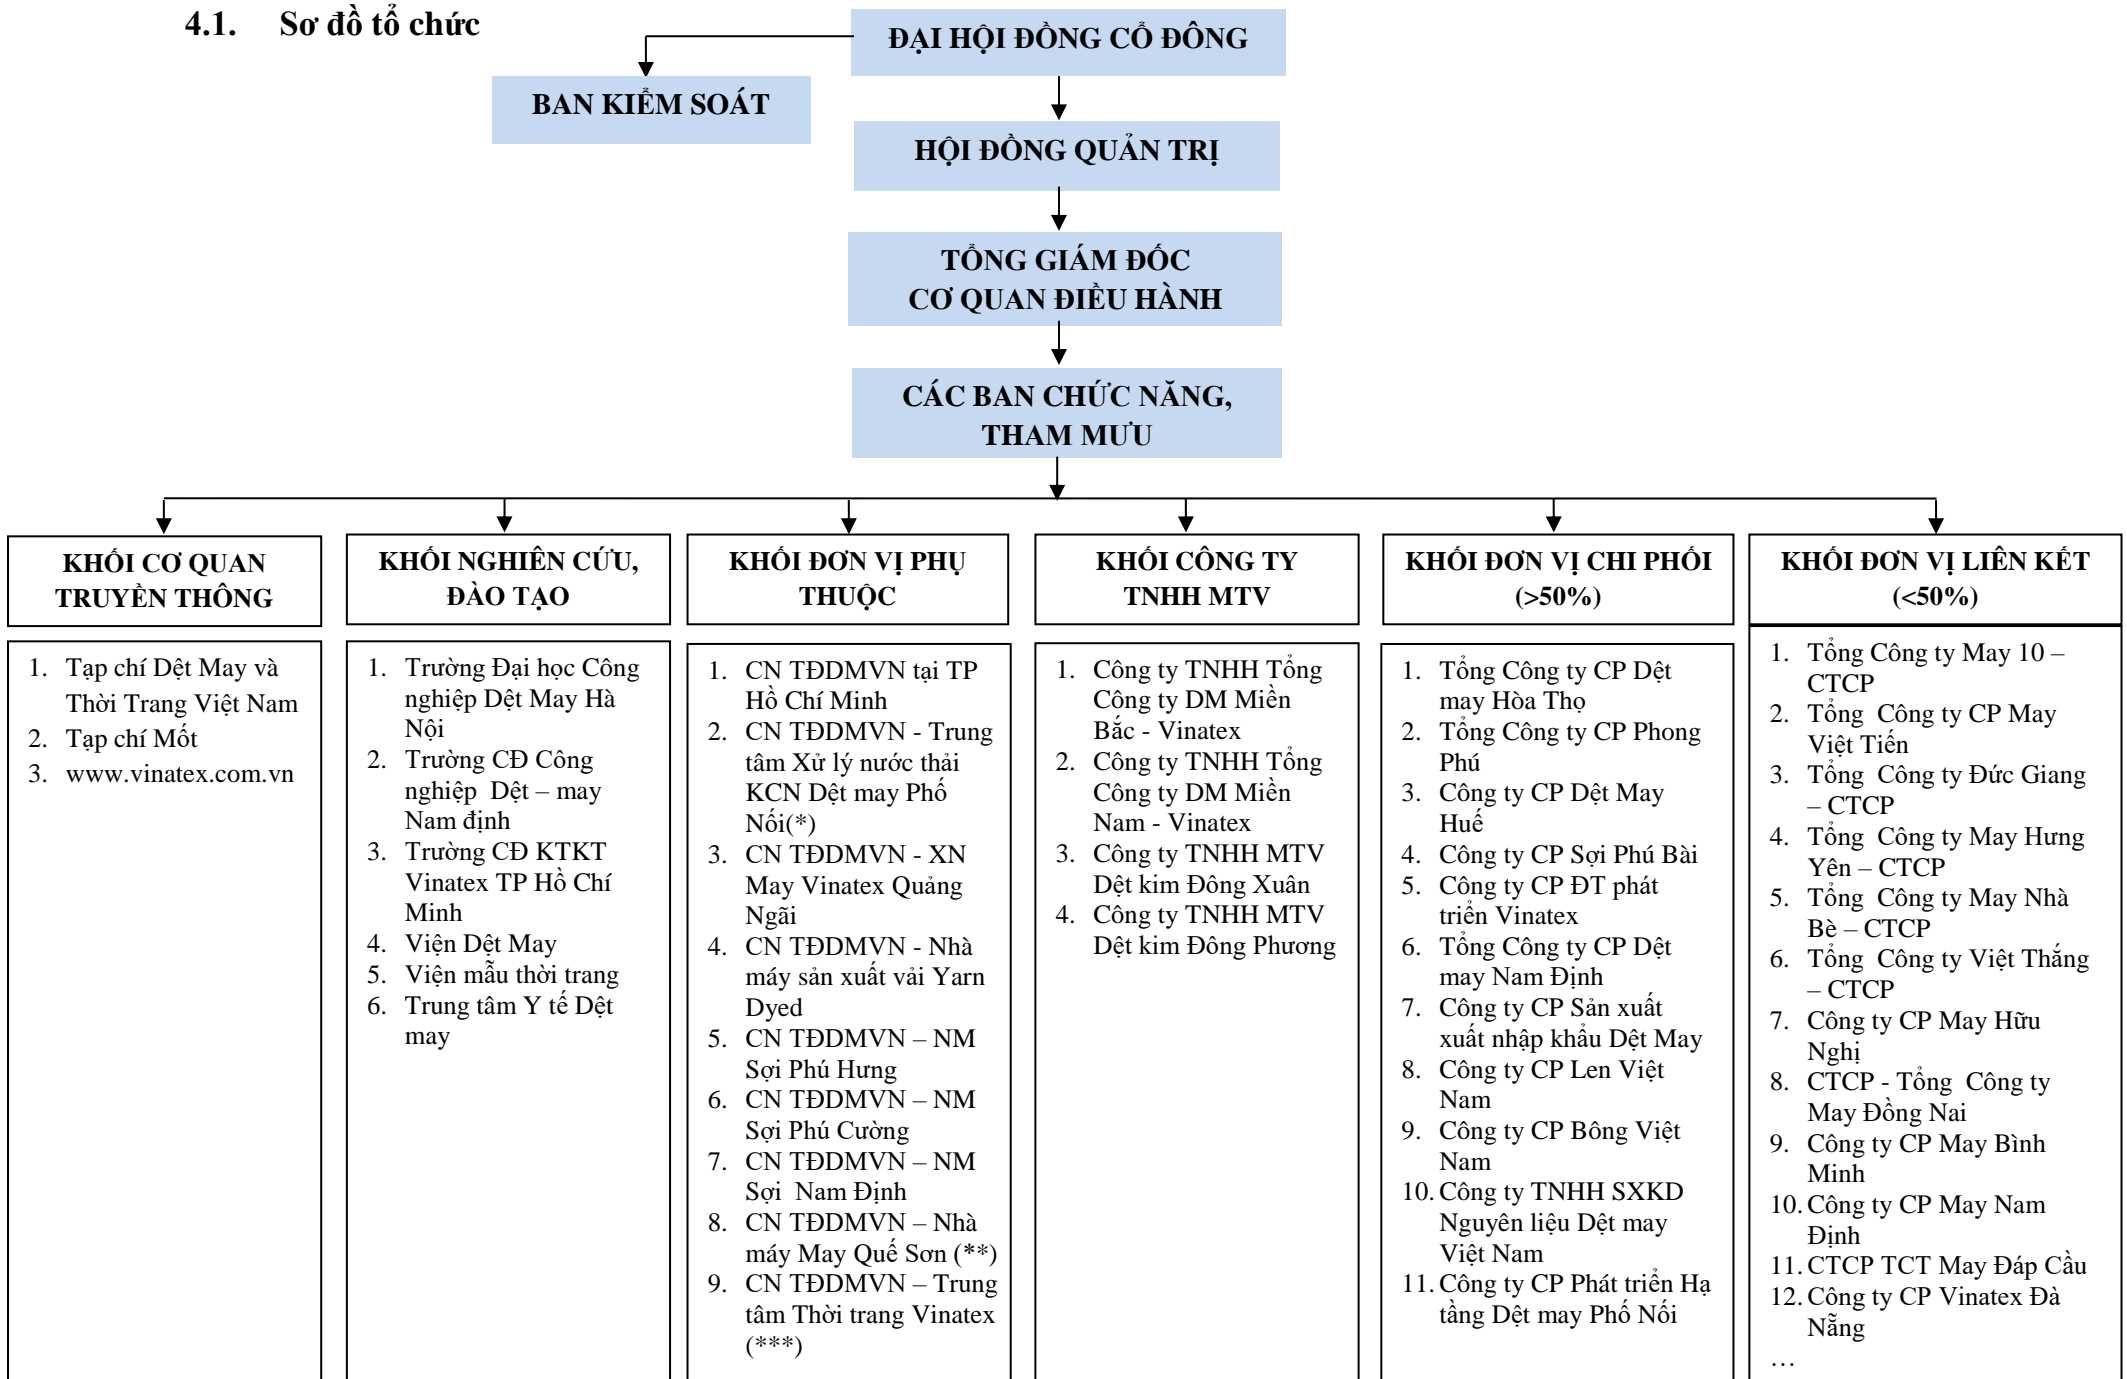 4.1. Sơ đồ tổ chức
ĐẠI HỘI ĐỒNG CỔ ĐÔNG
BAN KIỂM SOÁT
HỘI ĐỒNG QUẢN TRỊ
TỔNG GIÁM ĐỐC
CƠ QUAN ĐIỀU HÀNH
CÁC BAN CHỨC NĂNG,
THAM MƯU
KHỐI CƠ QUAN
TRUYỀN THÔNG
1. Tạp chí Dệt May và
Thời Trang Việt Nam
2. Tạp chí Mốt
3. www.vinatex.com.vn
KHỐI NGHIÊN CỨU,
ĐÀO TẠO
1. Trường Đại học Công
nghiệp Dệt May Hà
Nội
2. Trường CĐ Công
nghiệp Dệt – may
Nam định
3. Trường CĐ KTKT
Vinatex TP Hồ Chí
Minh
4. Viện Dệt May
5. Viện mẫu thời trang
6. Trung tâm Y tế Dệt
may
KHỐI ĐƠN VỊ PHỤ
THUỘC
1. CN TĐDMVN tại TP
Hồ Chí Minh
2. CN TĐDMVN - Trung
tâm Xử lý nước thải
KCN Dệt may Phố
Nối(*)
3. CN TĐDMVN - XN
May Vinatex Quảng
Ngãi
4. CN TĐDMVN - Nhà
máy sản xuất vải Yarn
Dyed
5. CN TĐDMVN – NM
Sợi Phú Hưng
6. CN TĐDMVN – NM
Sợi Phú Cường
7. CN TĐDMVN – NM
Sợi Nam Định
8. CN TĐDMVN – Nhà
máy May Quế Sơn (**)
9. CN TĐDMVN – Trung
tâm Thời trang Vinatex
(***)
KHỐI CÔNG TY
TNHH MTV
1. Công ty TNHH Tổng
Công ty DM Miền
Bắc - Vinatex
2. Công ty TNHH Tổng
Công ty DM Miền
Nam - Vinatex
3. Công ty TNHH MTV
Dệt kim Đông Xuân
4. Công ty TNHH MTV
Dệt kim Đông Phương
KHỐI ĐƠN VỊ CHI PHỐI
(>50%)
1. Tổng Công ty CP Dệt
may Hòa Thọ
2. Tổng Công ty CP Phong
Phú
3. Công ty CP Dệt May
Huế
4. Công ty CP Sợi Phú Bài
5. Công ty CP ĐT phát
triển Vinatex
6. Tổng Công ty CP Dệt
may Nam Định
7. Công ty CP Sản xuất
xuất nhập khẩu Dệt May
8. Công ty CP Len Việt
Nam
9. Công ty CP Bông Việt
Nam
10. Công ty TNHH SXKD
Nguyên liệu Dệt may
Việt Nam
11. Công ty CP Phát triển Hạ
tầng Dệt may Phố Nối
KHỐI ĐƠN VỊ LIÊN KẾT
(<50%)
1. Tổng Công ty May 10 –
CTCP
2. Tổng Công ty CP May
Việt Tiến
3. Tổng Công ty Đức Giang
– CTCP
4. Tổng Công ty May Hưng
Yên – CTCP
5. Tổng Công ty May Nhà
Bè – CTCP
6. Tổng Công ty Việt Thắng
– CTCP
7. Công ty CP May Hữu
Nghị
8. CTCP - Tổng Công ty
May Đồng Nai
9. Công ty CP May Bình
Minh
10. Công ty CP May Nam
Định
11. CTCP TCT May Đáp Cầu
12. Công ty CP Vinatex Đà
Nẵng
…